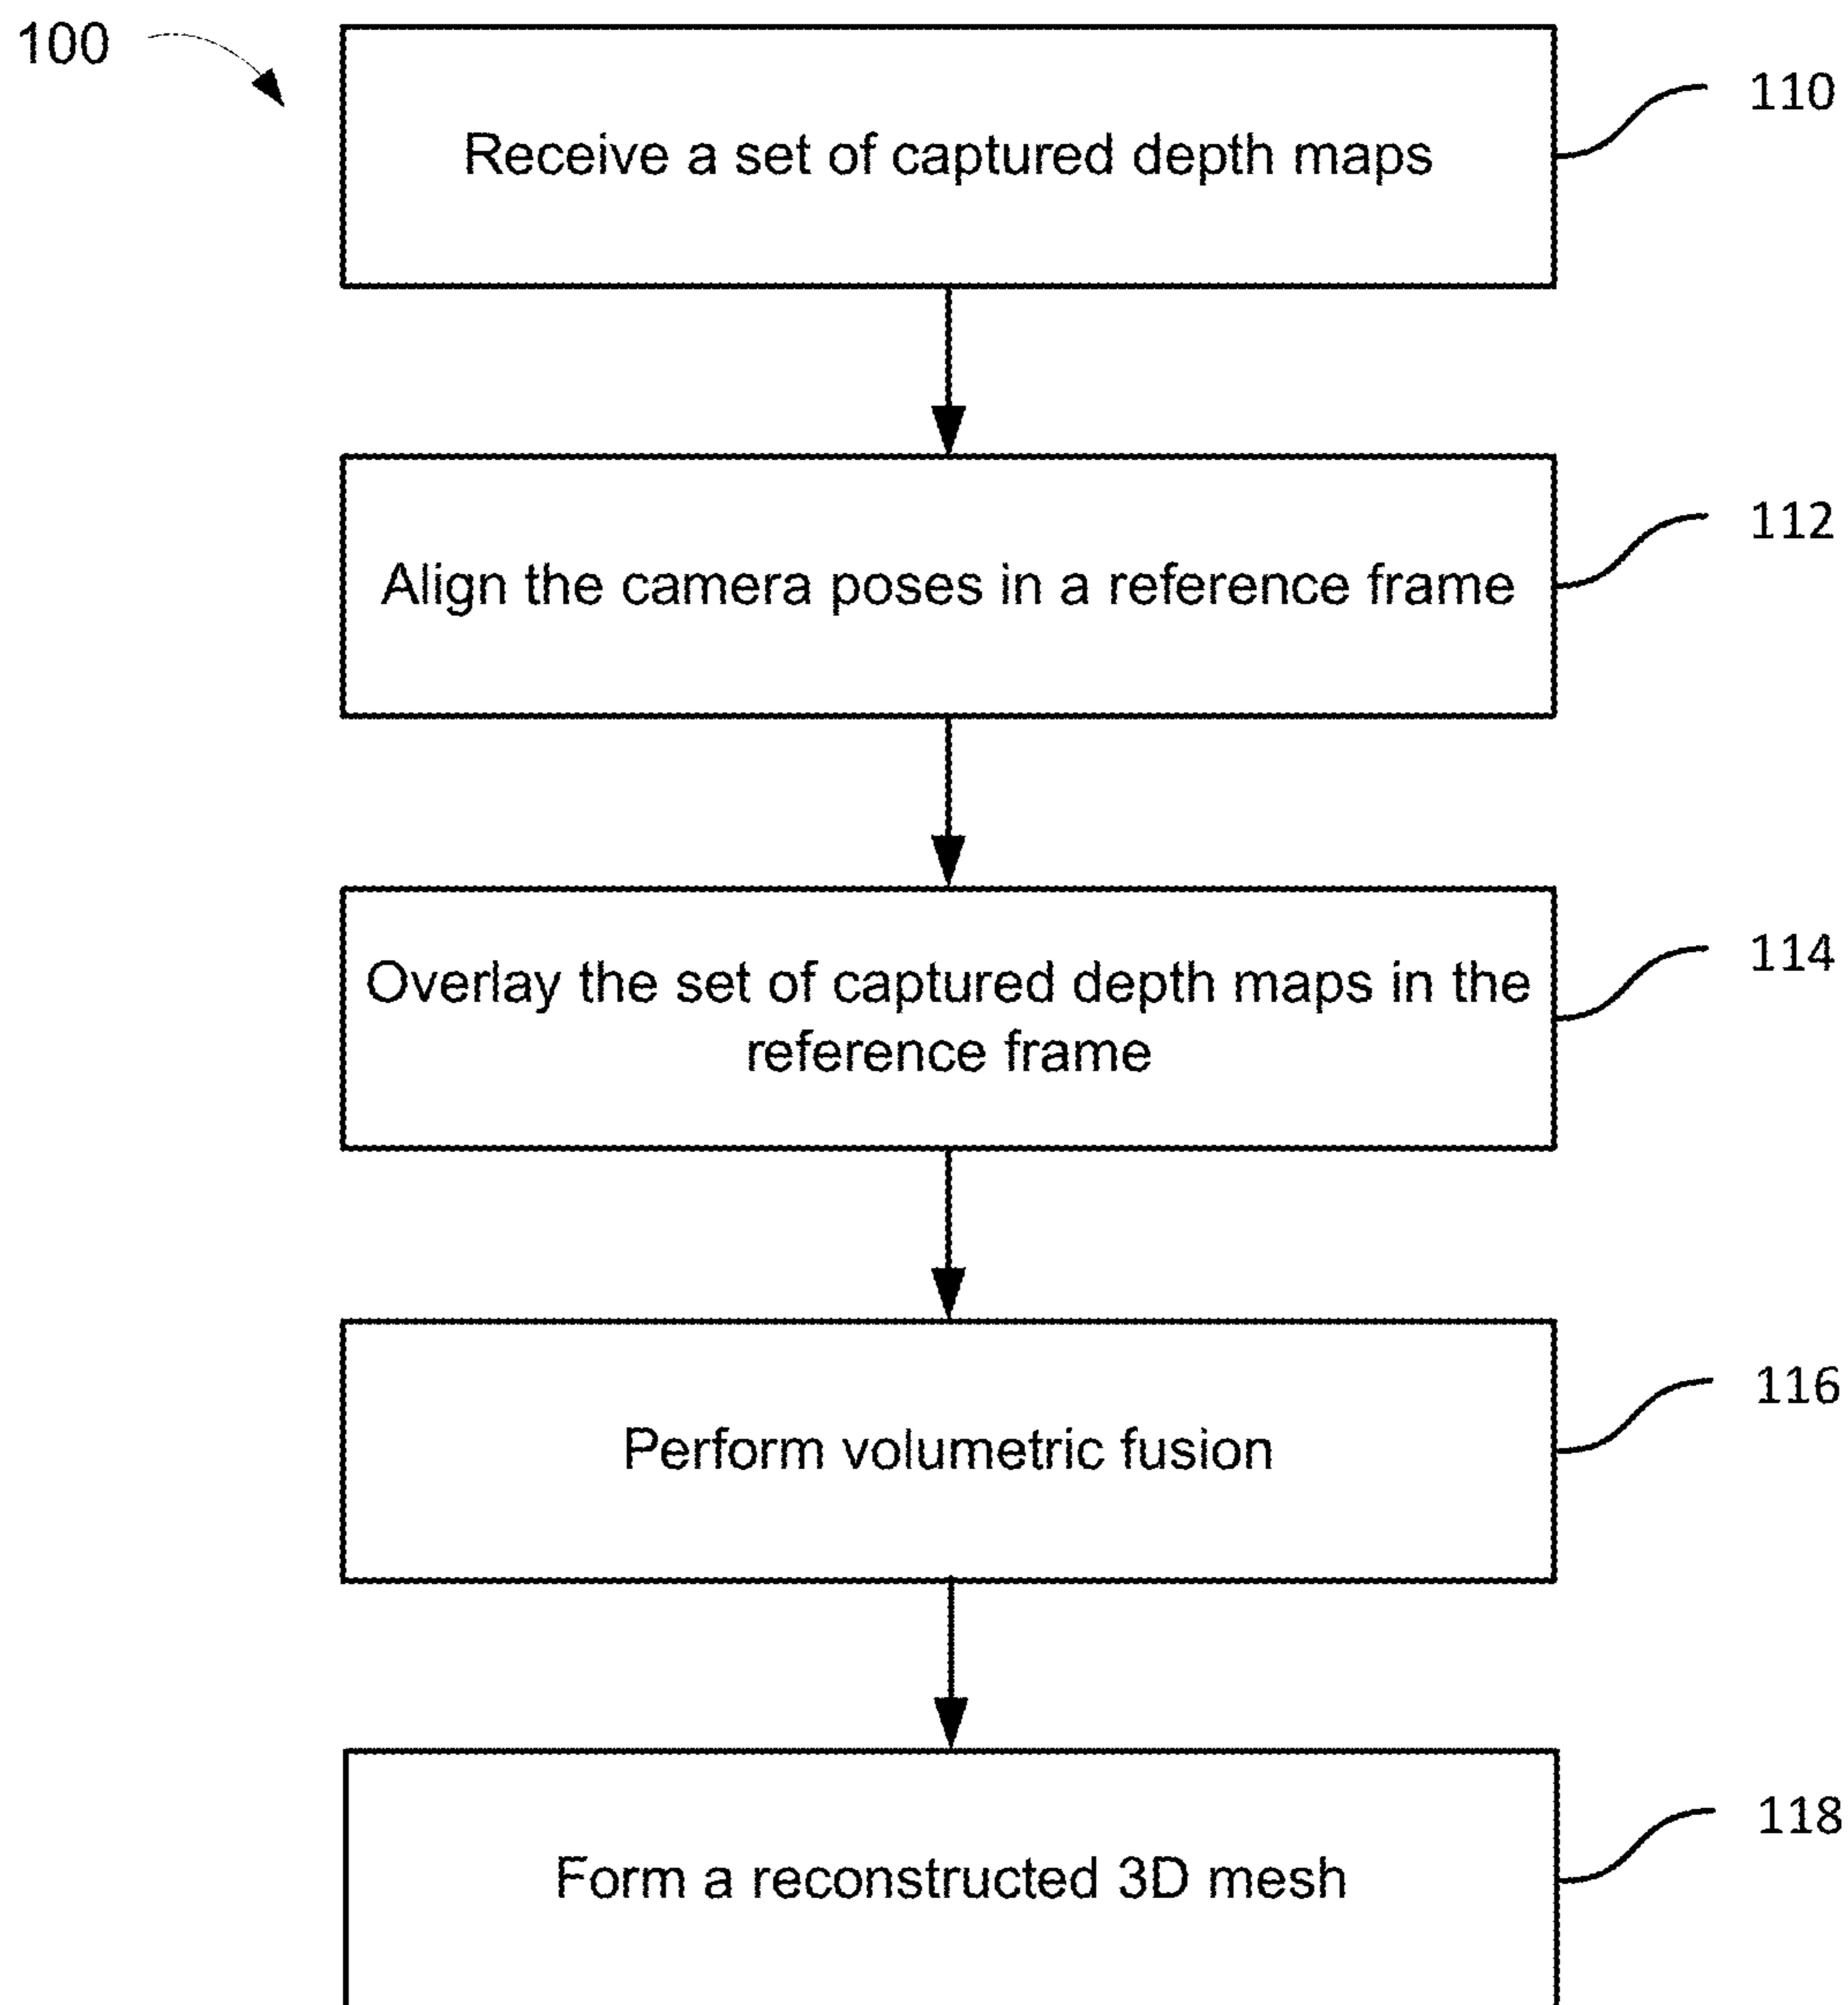 100
Receive a set of captured depth maps
110
Align the camera poses in a reference frame
112
Overlay the set of captured depth maps in the
reference frame
114
Perform volumetric fusion
116
Form a reconstructed 3D mesh
118